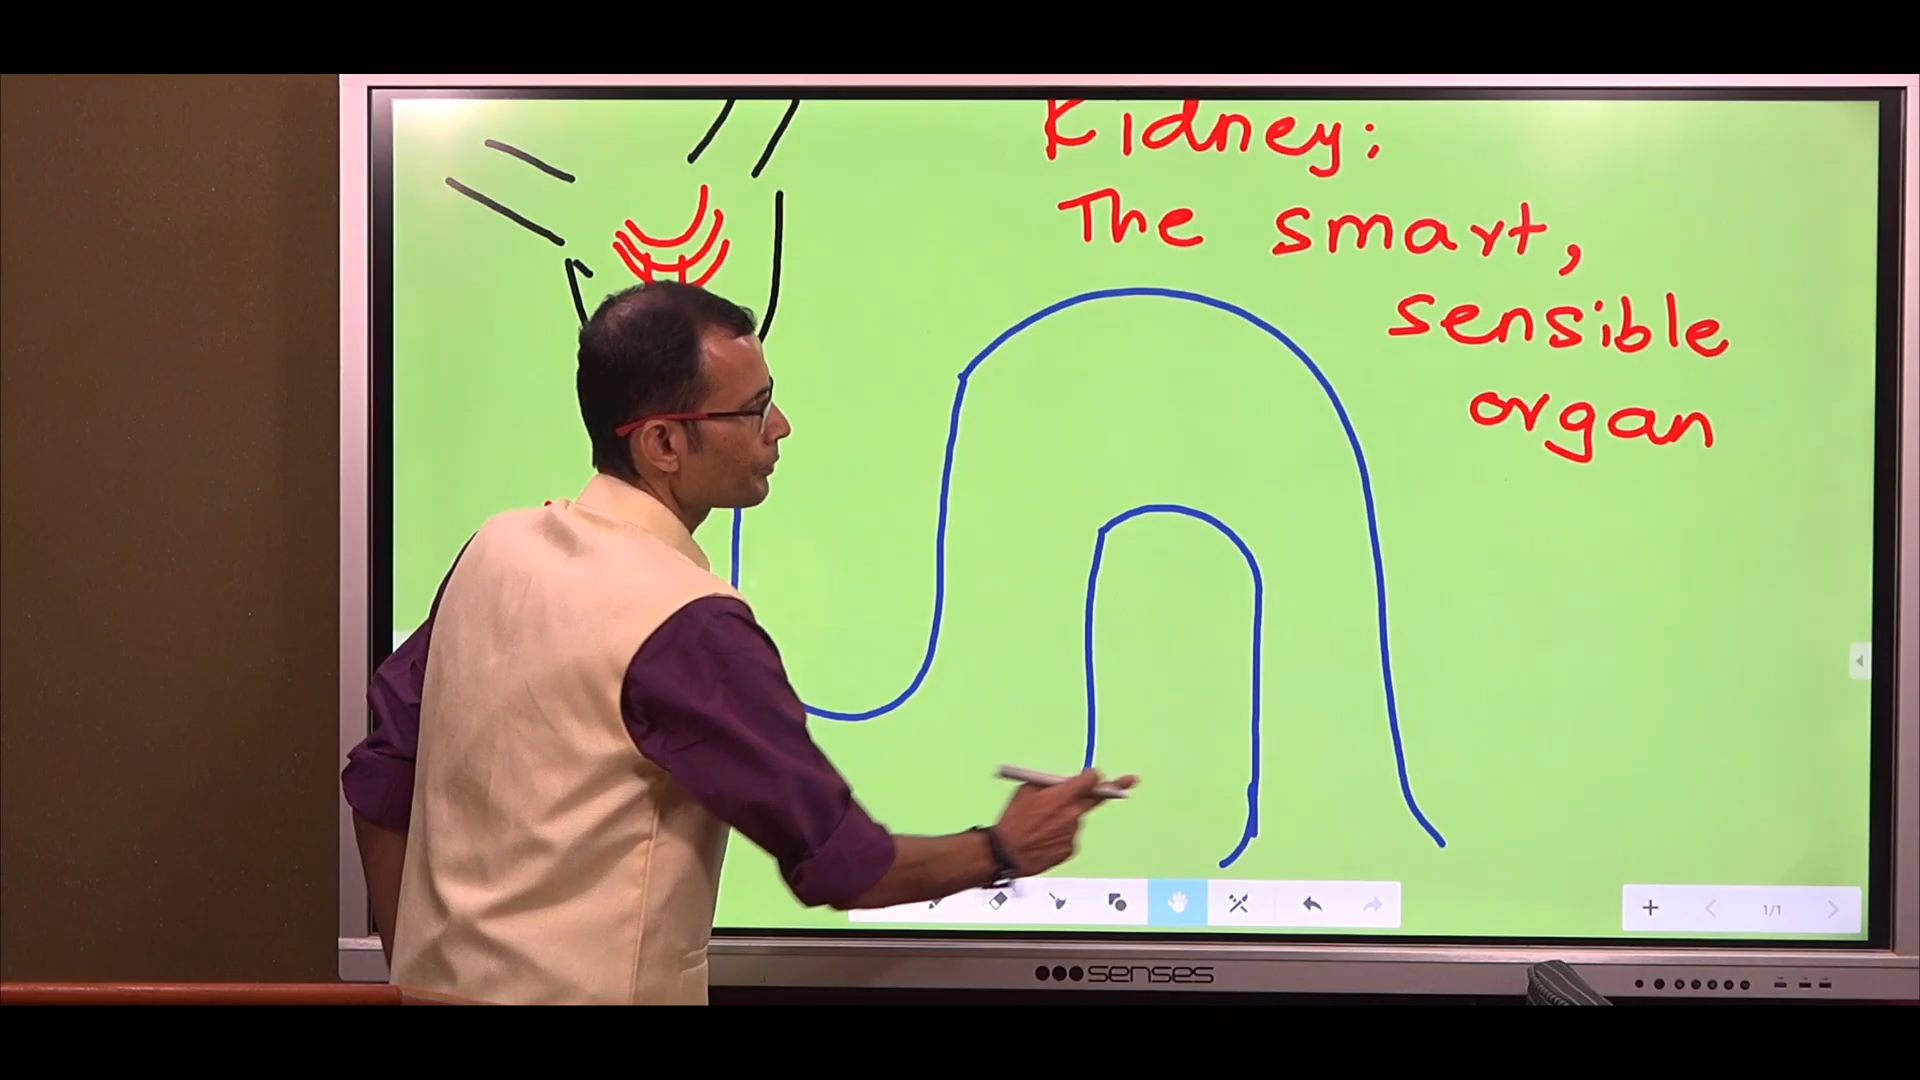 Kidney:
The smart,
sensible
organ
1/1
senses